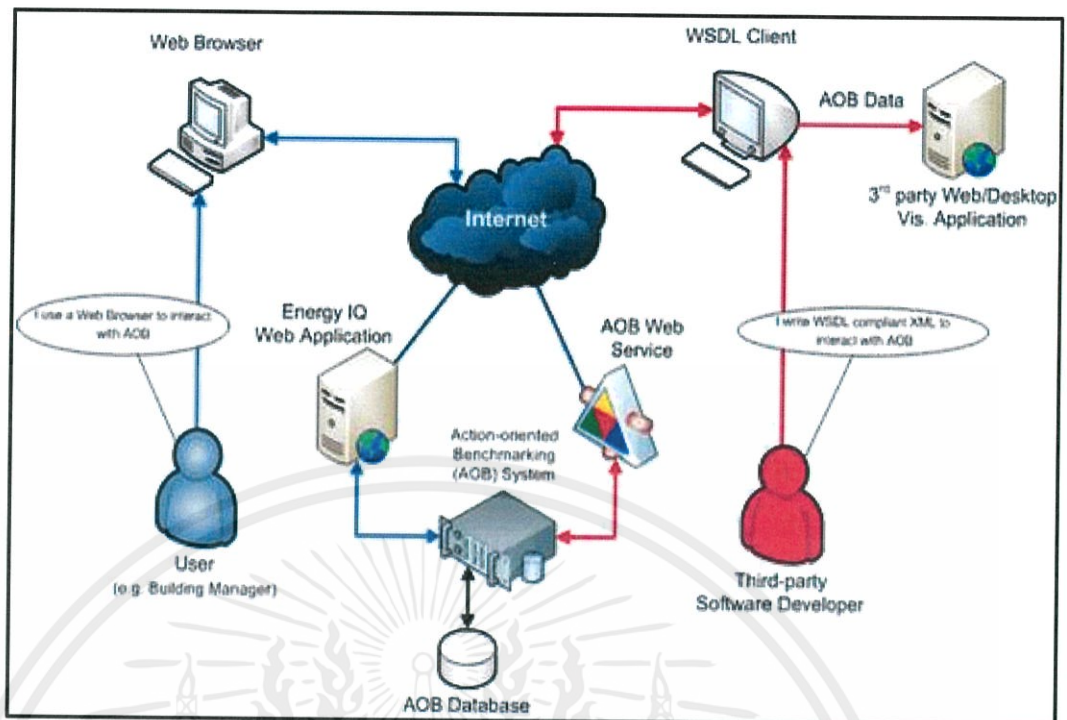 Web Browser
WSDL Client
AOB Data
3rd party Web/Desktop
Vis. Application
Internet
I use a Web Browser to interact
with AOB
Energy IQ
Web Application
AOB Web
Service
I write WSDL compliant XML to
interact with AOB
Action-oriented
Benchmarking
(AOB) System
User
(e.g. Building Manager)
Third-party
Software Developer
AOB Database